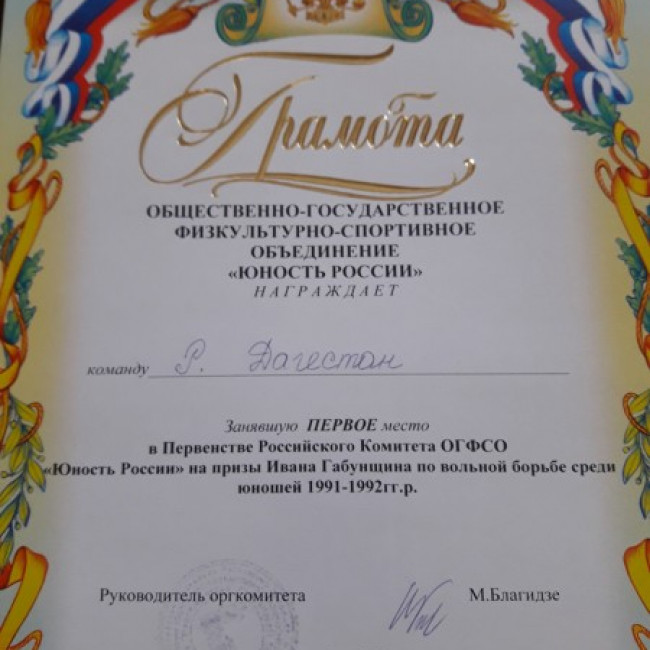 Грамота
ОБЩЕСТВЕННО-ГОСУДАРСТВЕННОЕ
ФИЗКУЛЬТУРНО-СПОРТИВНОЕ
ОБЪЕДИНЕНИЕ
«ЮНОСТЬ РОССИИ»
НАГРАЖДАЕТ
команду Р. Дагестан
Занявшую ПЕРВОЕ место
в Первенстве Российского Комитета ОГФСО
«Юность России» на призы Ивана Габунщина по вольной борьбе среди
юношей 1991-1992гг.р.
Руководитель оргкомитета М.Благидзе